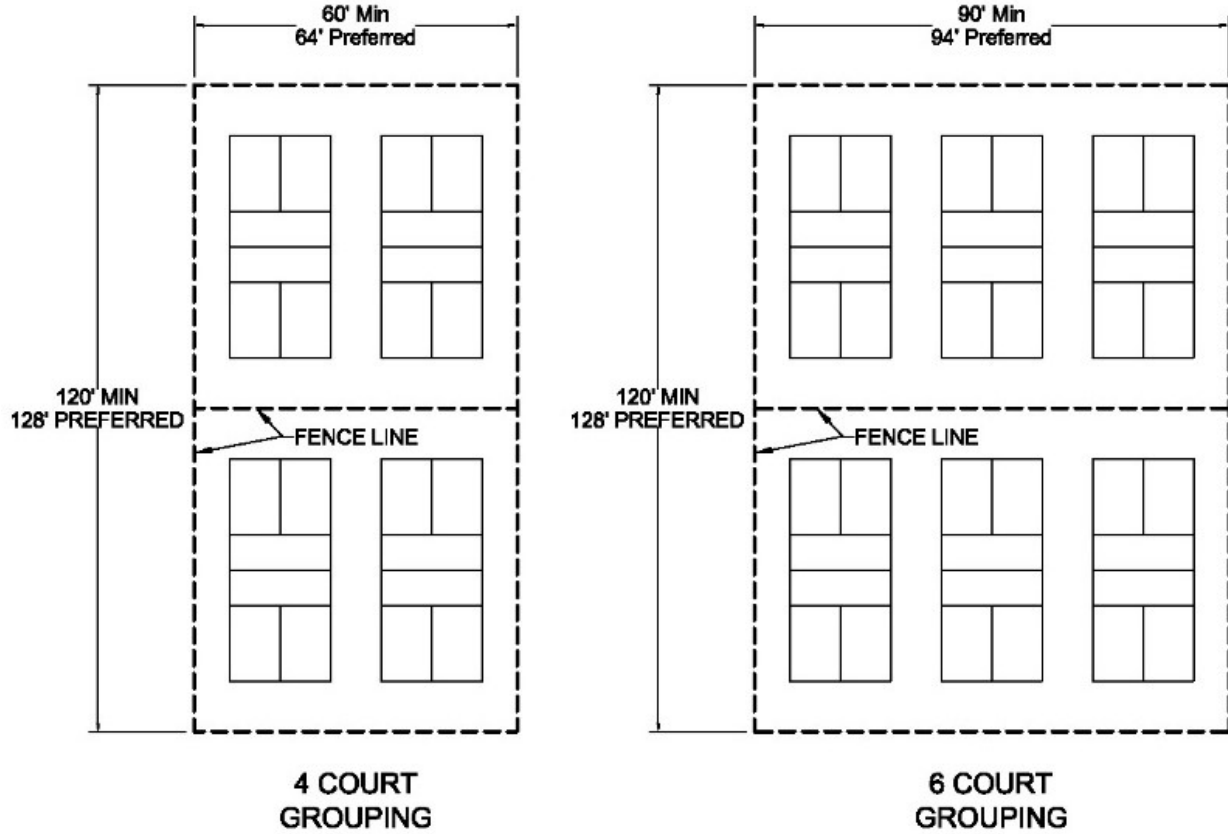 60' Min
64' Preferred
90' Min
94' Preferred
120' MIN
128' PREFERRED
FENCE LINE
120' MIN
128' PREFERRED
FENCE LINE
4 COURT
GROUPING
6 COURT
GROUPING